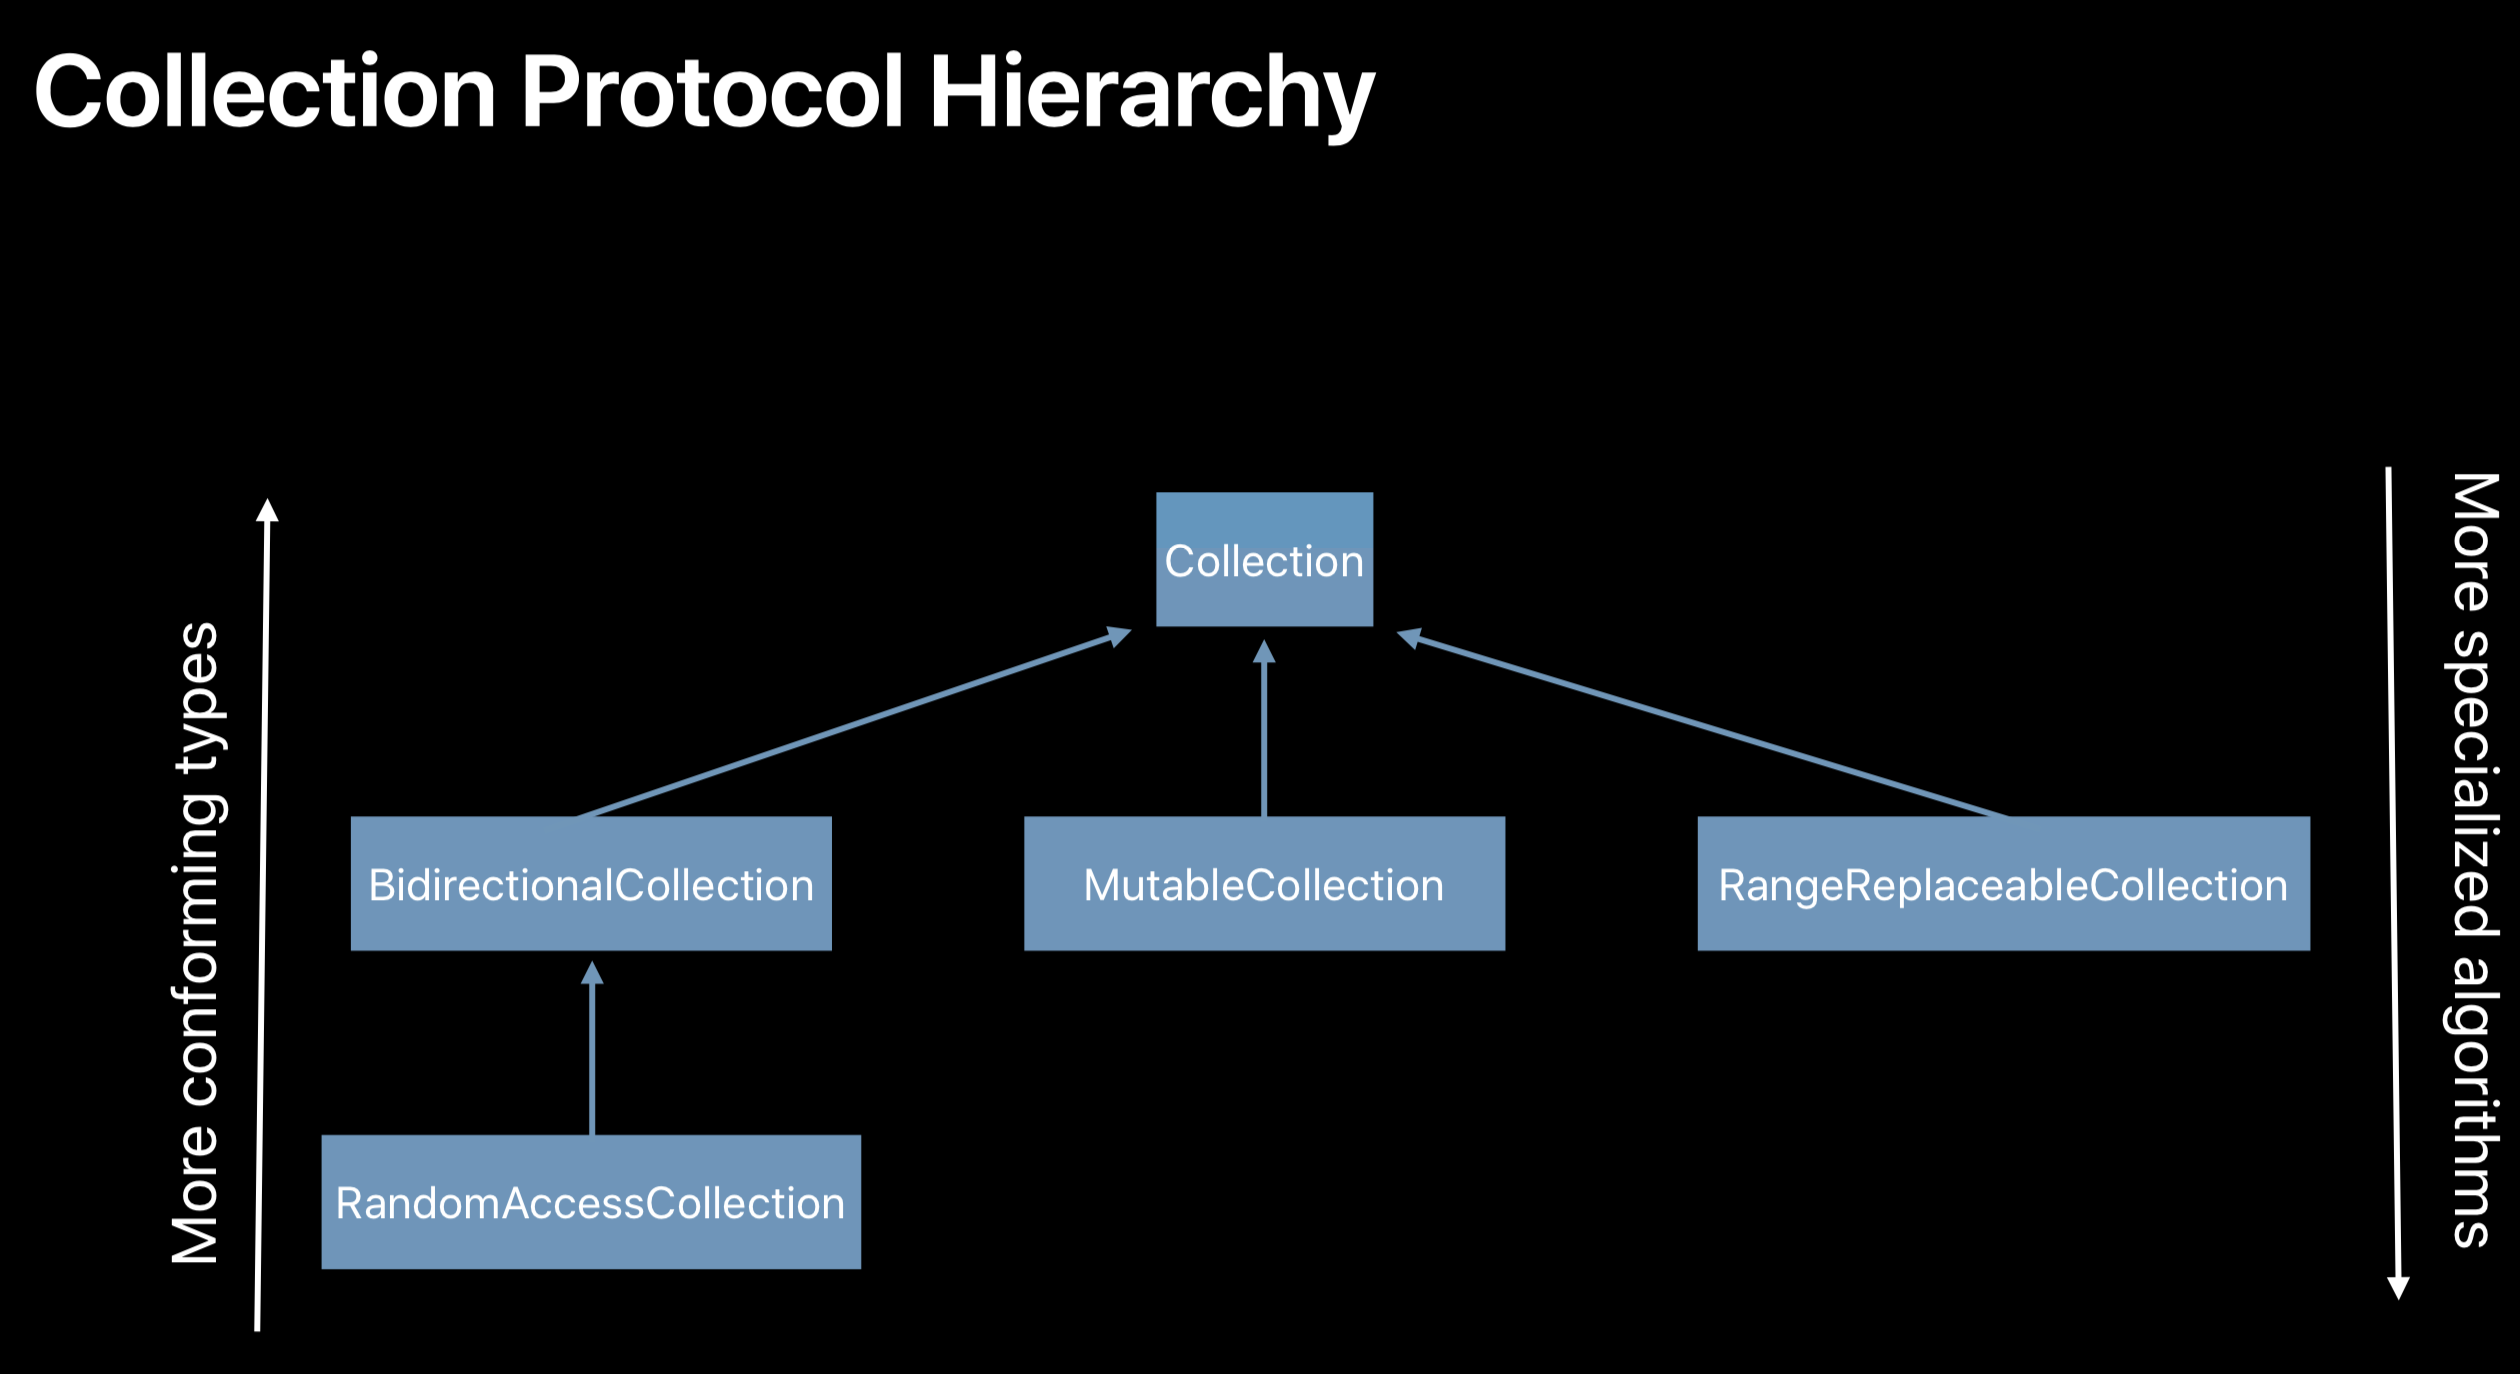 Collection Protocol Hierarchy
Collection
More conforming types
More specialized algorithms
BidirectionalCollection
MutableCollection
RangeReplaceableCollection
RandomAccessCollection